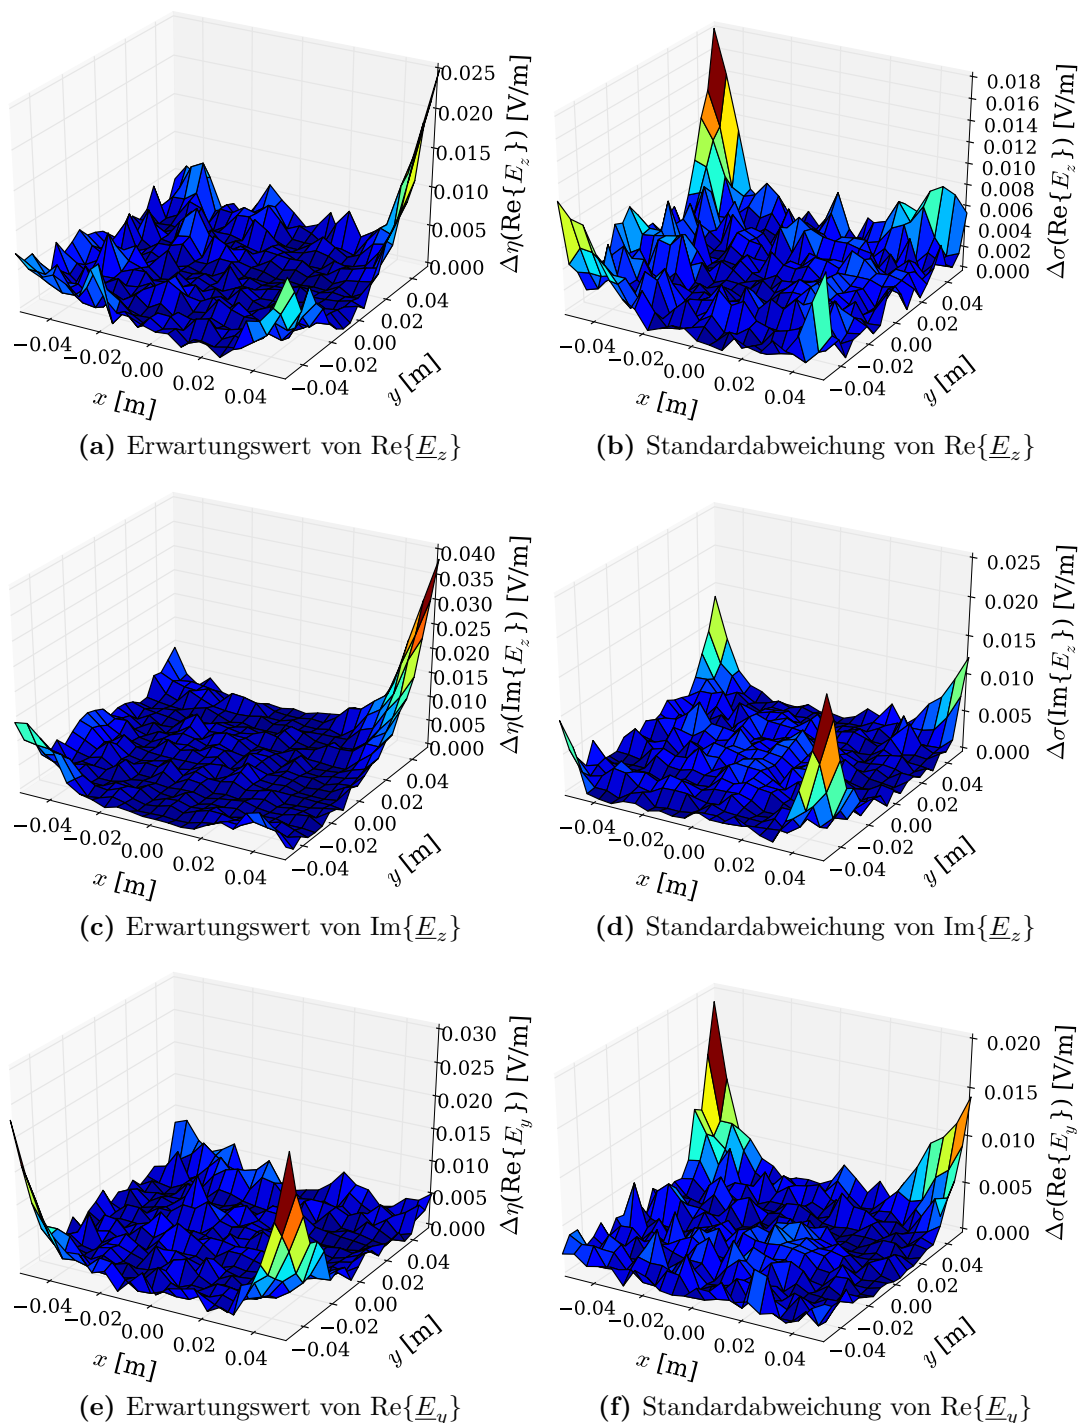 0.025
0.020
0.015
0.010
0.005
0.000
Δη(Re{E_z}) [V/m]
−0.04 −0.02 0.00 0.02 0.04
x [m]
−0.04 −0.02 0.00 0.02 0.04
y [m]
(a) Erwartungswert von Re{E_z}
0.018
0.016
0.014
0.012
0.010
0.008
0.006
0.004
0.002
0.000
Δσ(Re{E_z}) [V/m]
−0.04 −0.02 0.00 0.02 0.04
x [m]
−0.04 −0.02 0.00 0.02 0.04
y [m]
(b) Standardabweichung von Re{E_z}
0.040
0.035
0.030
0.025
0.020
0.015
0.010
0.005
0.000
Δη(Im{E_z}) [V/m]
−0.04 −0.02 0.00 0.02 0.04
x [m]
−0.04 −0.02 0.00 0.02 0.04
y [m]
(c) Erwartungswert von Im{E_z}
0.025
0.020
0.015
0.010
0.005
0.000
Δσ(Im{E_z}) [V/m]
−0.04 −0.02 0.00 0.02 0.04
x [m]
−0.04 −0.02 0.00 0.02 0.04
y [m]
(d) Standardabweichung von Im{E_z}
0.030
0.025
0.020
0.015
0.010
0.005
0.000
Δη(Re{E_y}) [V/m]
−0.04 −0.02 0.00 0.02 0.04
x [m]
−0.04 −0.02 0.00 0.02 0.04
y [m]
(e) Erwartungswert von Re{E_y}
0.020
0.015
0.010
0.005
0.000
Δσ(Re{E_y}) [V/m]
−0.04 −0.02 0.00 0.02 0.04
x [m]
−0.04 −0.02 0.00 0.02 0.04
y [m]
(f) Standardabweichung von Re{E_y}